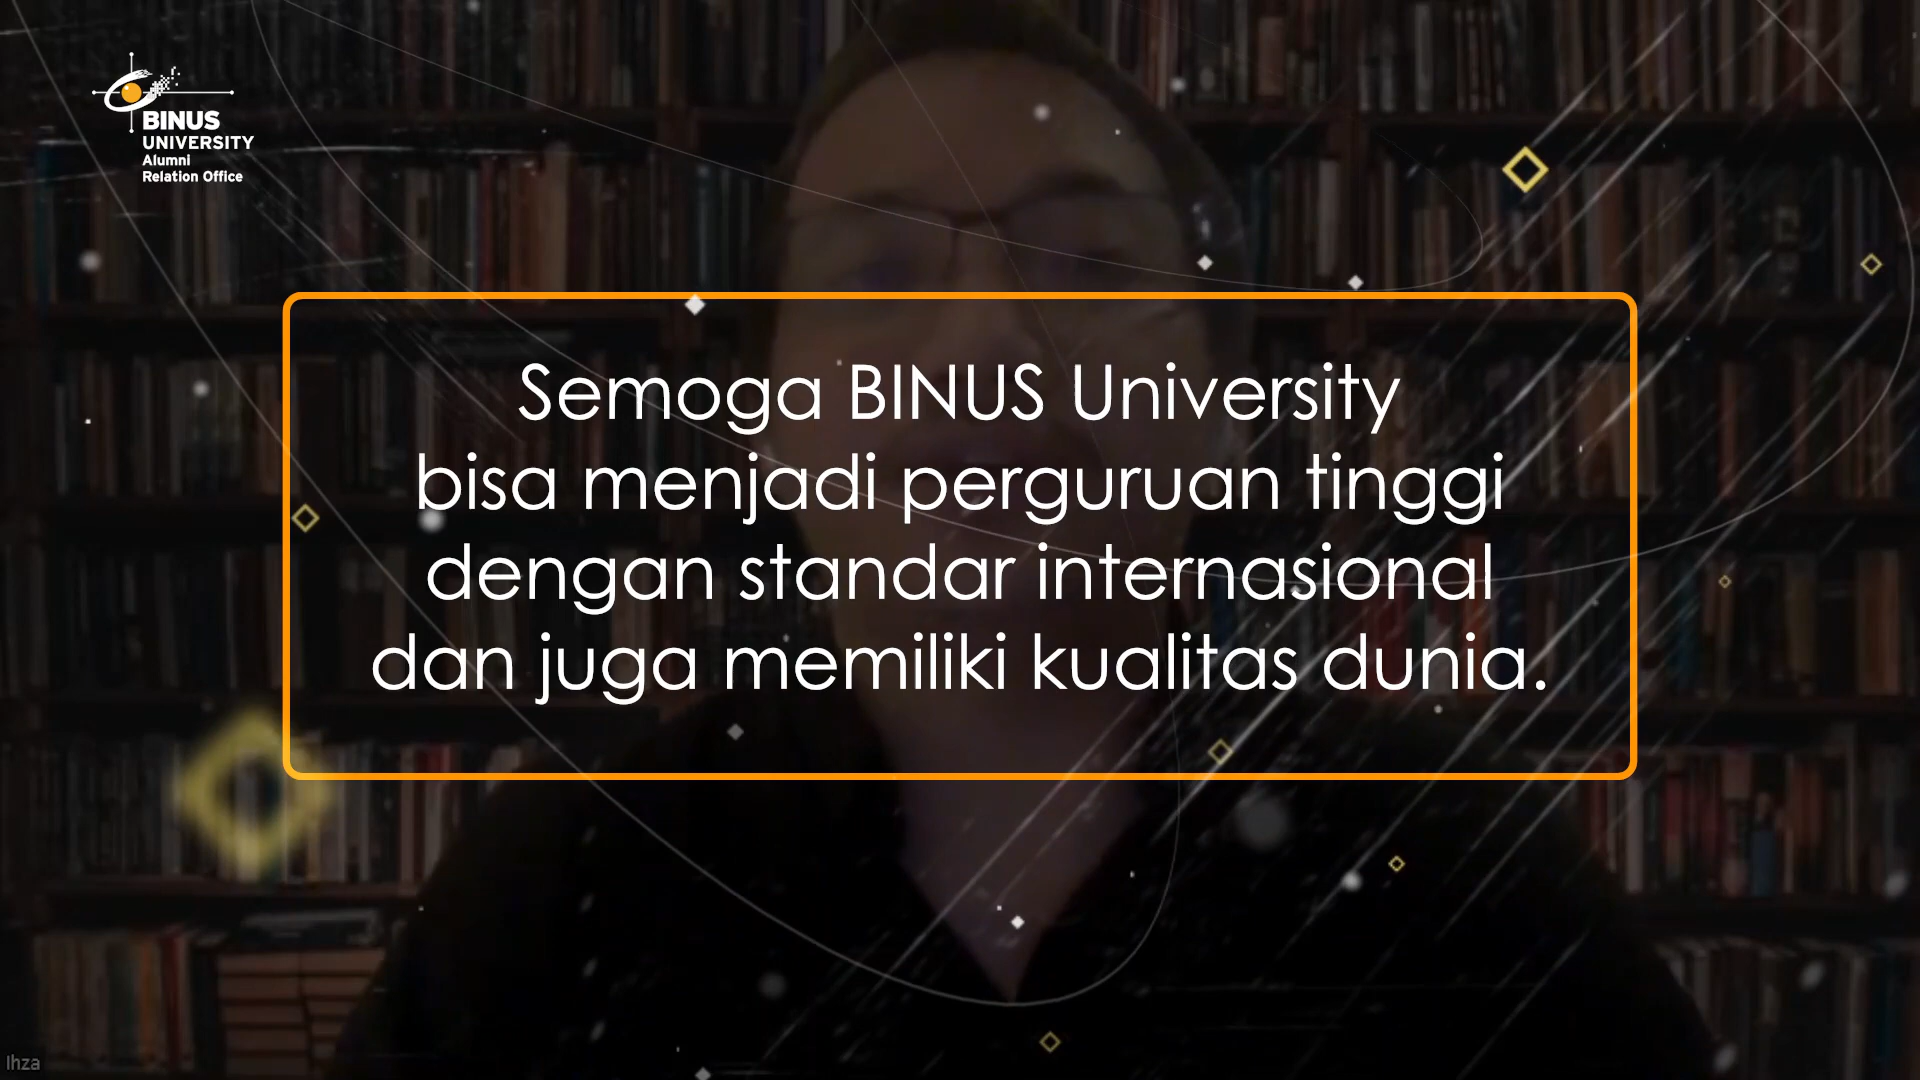 BINUS
UNIVERSITY
Alumni
Relation Office
Semoga BINUS University
bisa menjadi perguruan tinggi
dengan standar internasional
dan juga memiliki kualitas dunia.
Ihza